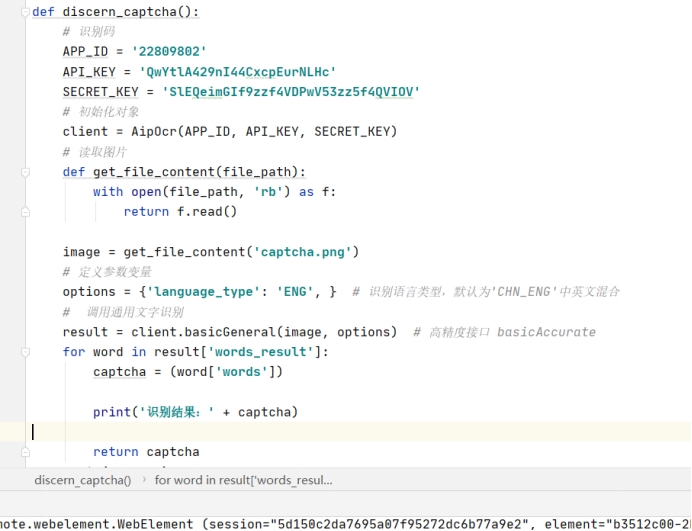 def discern_captcha():
# 识别码
APP_ID = '22809802'
API_KEY = 'QwYtlA429nI44CxcpEurNLHc'
SECRET_KEY = 'SlEQeimGIf9zzf4VDPwV53zz5f4QVIOV'
# 初始化对象
client = AipOcr(APP_ID, API_KEY, SECRET_KEY)
# 读取图片
def get_file_content(file_path):
with open(file_path, 'rb') as f:
return f.read()
image = get_file_content('captcha.png')
# 定义参数变量
options = {'language_type': 'ENG', } # 识别语言类型，默认为'CHN_ENG'中英文混合
# 调用通用文字识别
result = client.basicGeneral(image, options) # 高精度接口 basicAccurate
for word in result['words_result']:
captcha = (word['words'])
print('识别结果：' + captcha)
return captcha
discern_captcha() › for word in result['words_resul...
mote.webelement.WebElement (session="5d150c2da7695a07f95272dc6b77a9e2", element="b3512c00-2